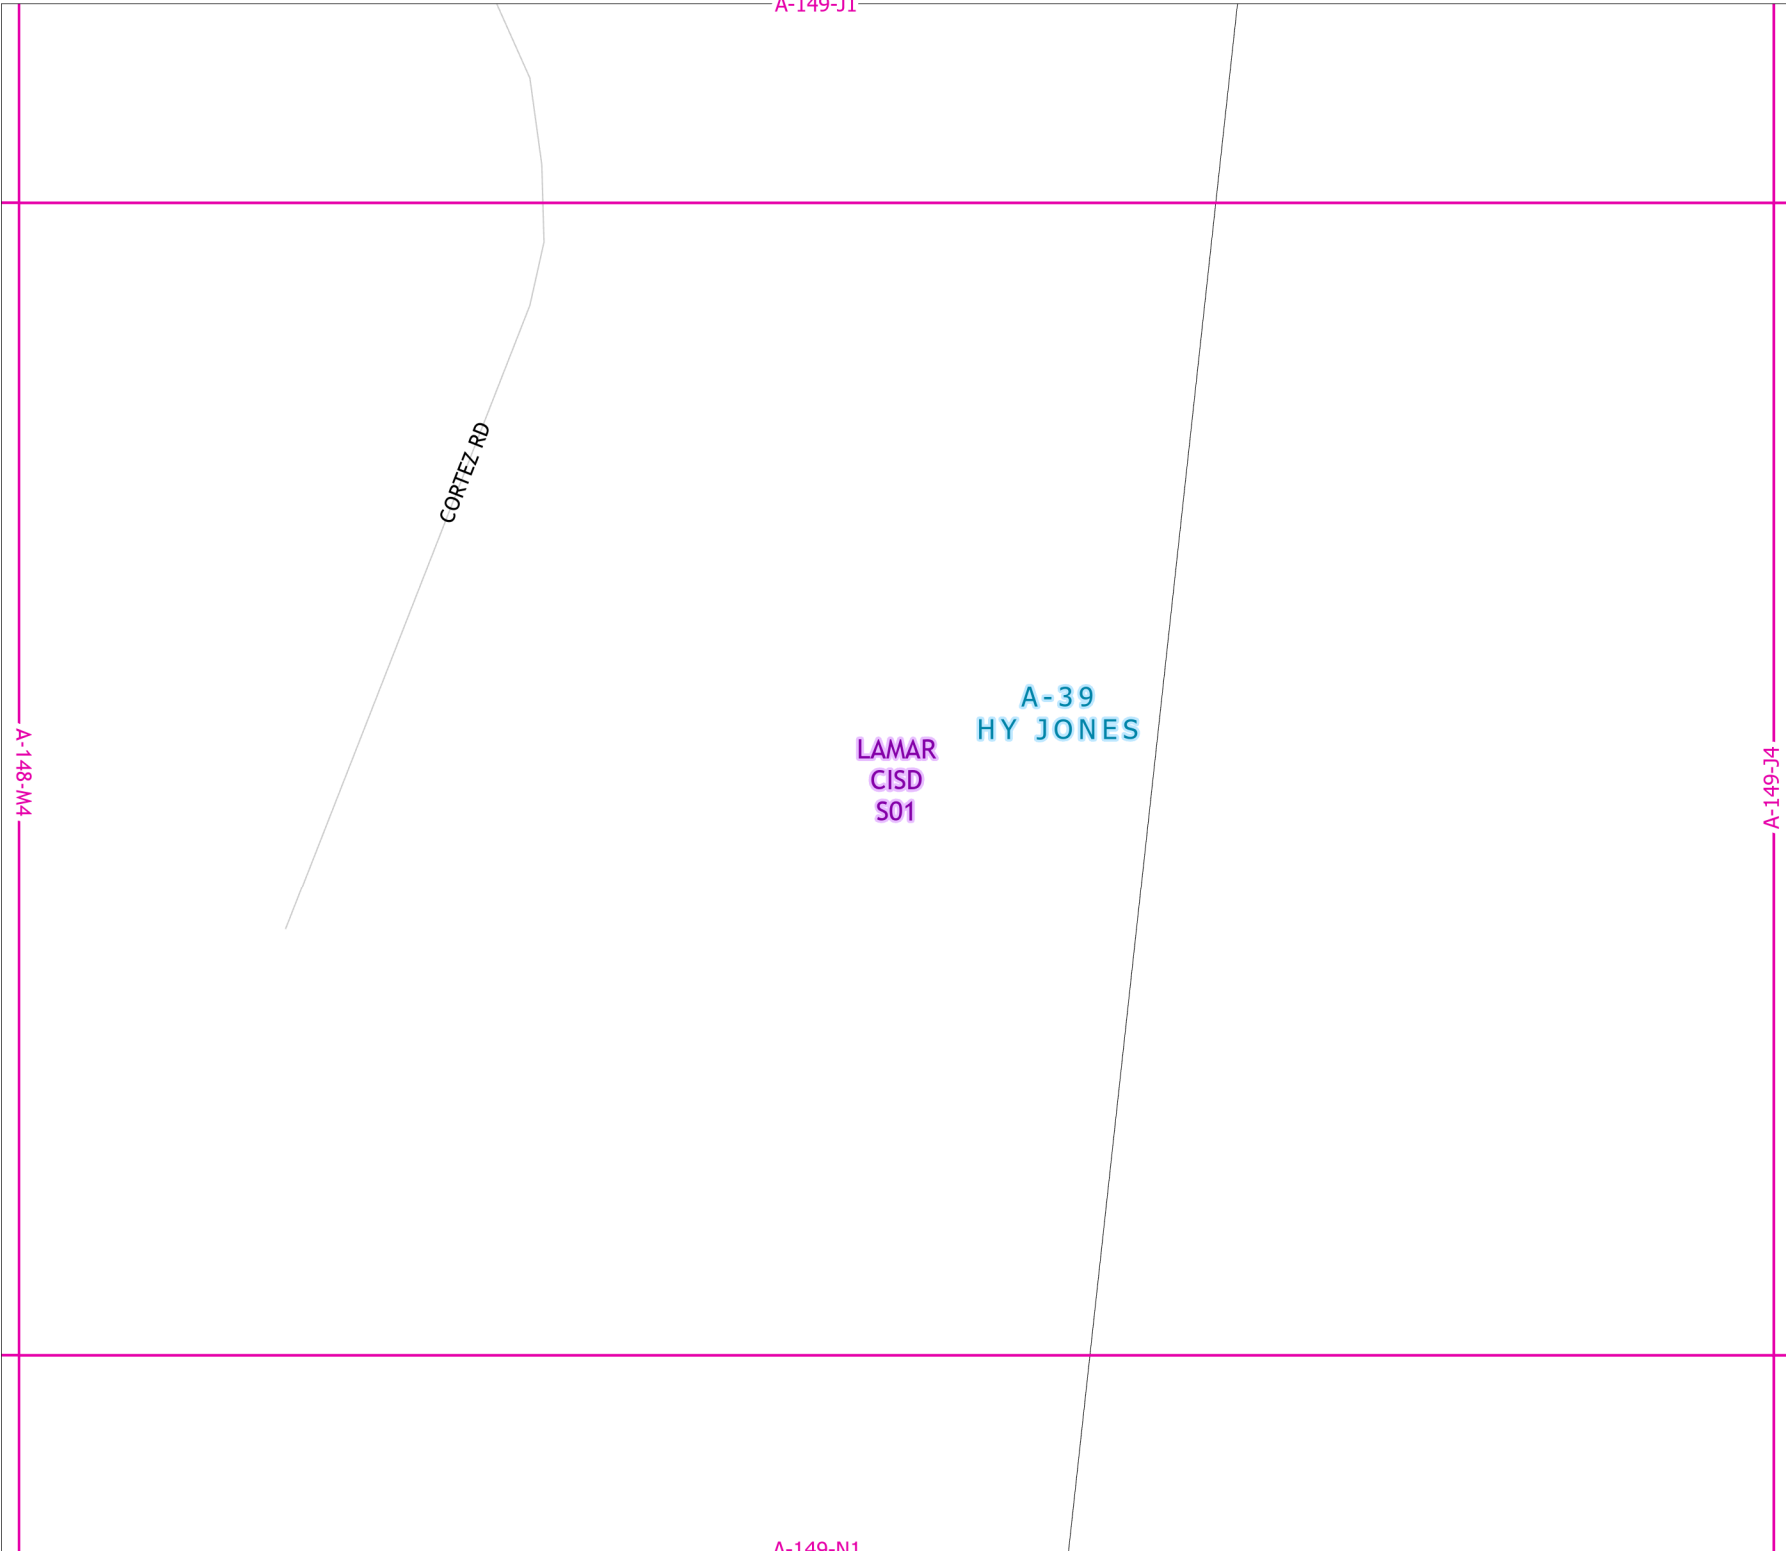 A-149-J1
CORTEZ RD
A-39
HY JONES
LAMAR
CISD
S01
A-148-M4
A-149-J4
A-149-N1